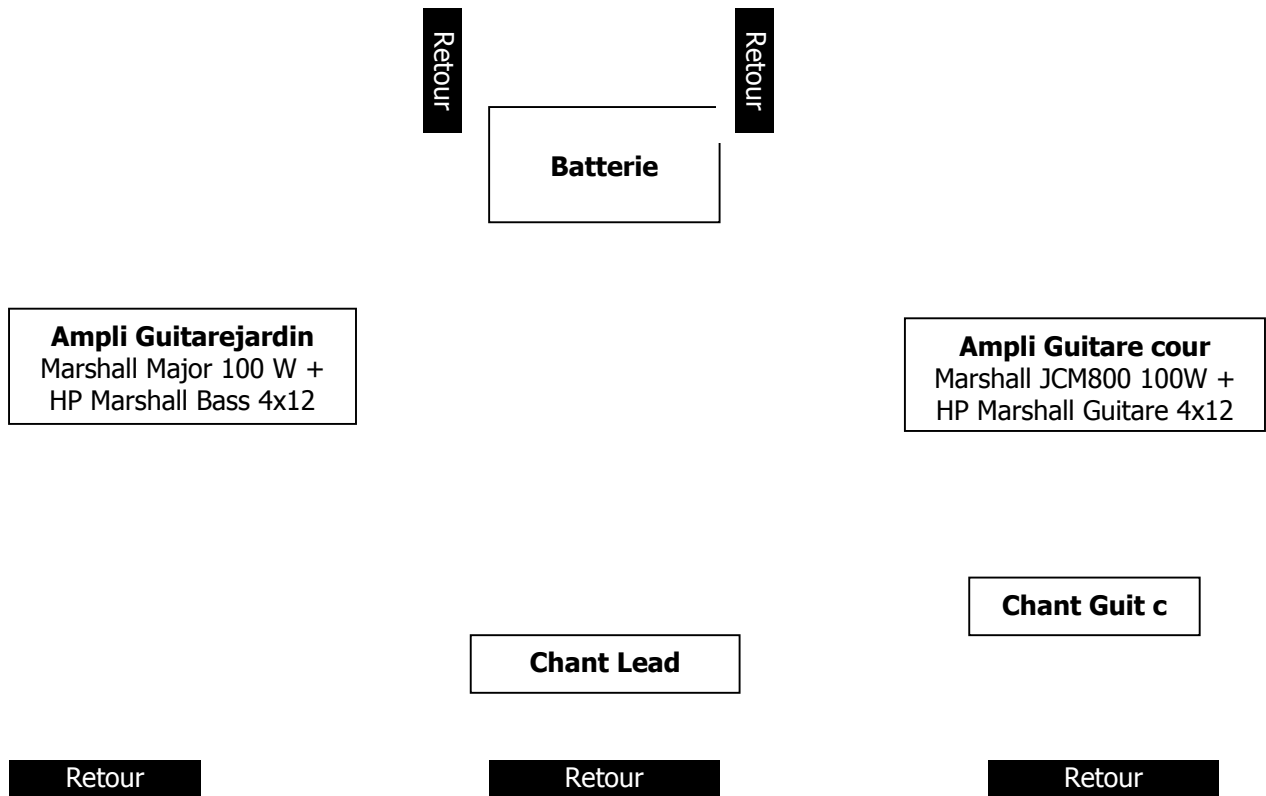 Retour
Retour
Batterie
Ampli Guitarejardin
Marshall Major 100 W +
HP Marshall Bass 4x12
Ampli Guitare cour
Marshall JCM800 100W +
HP Marshall Guitare 4x12
Chant Guit c
Chant Lead
Retour
Retour
Retour